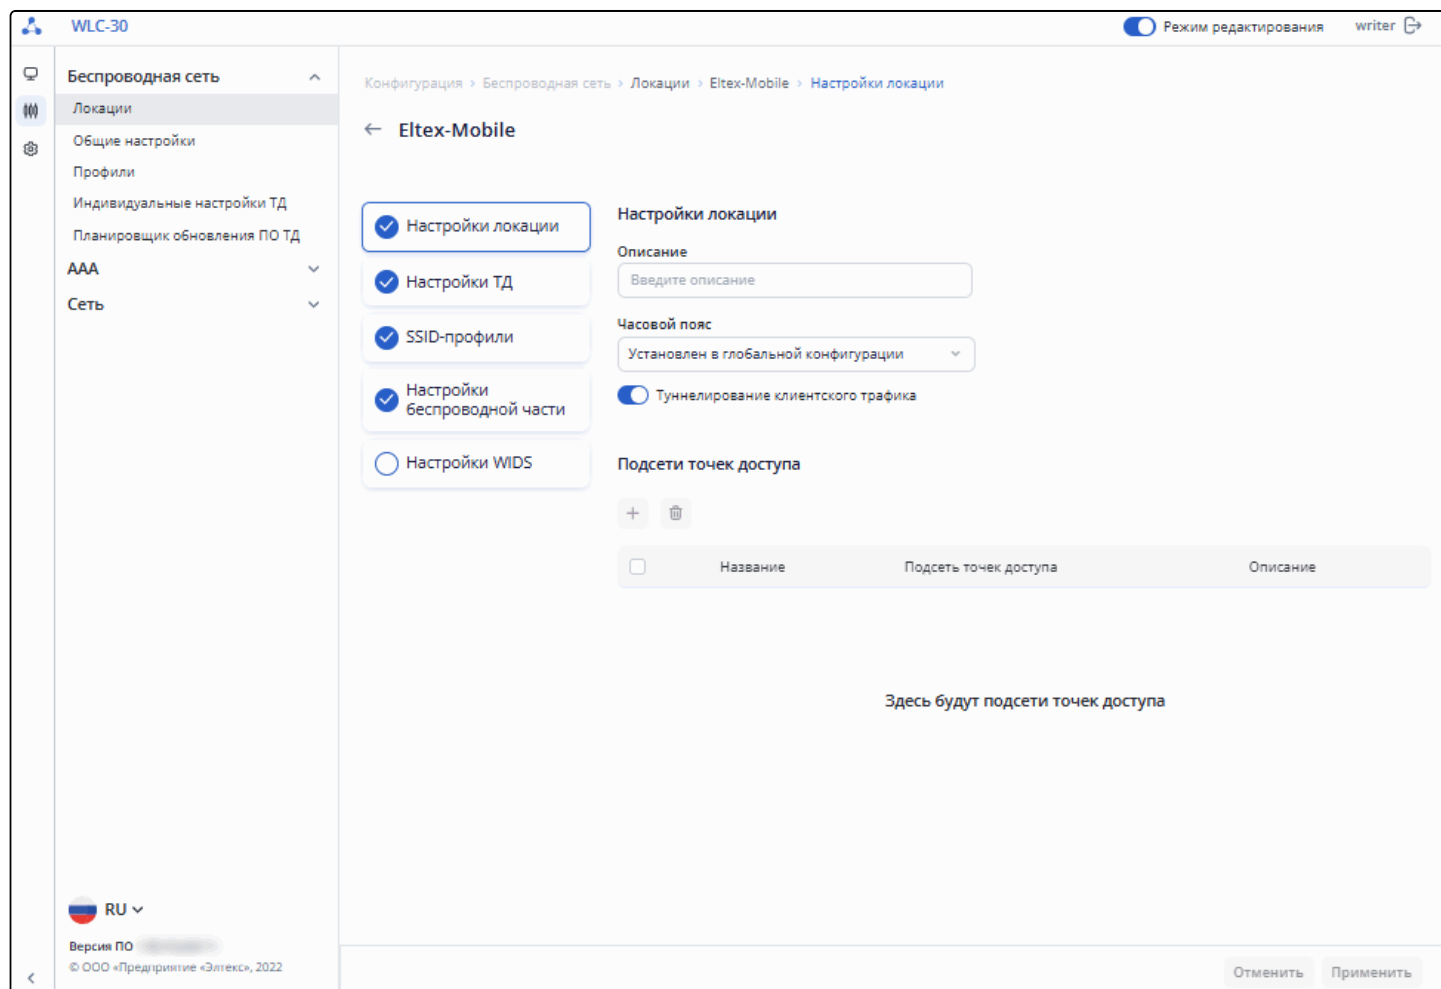 WLC-30
Режим редактирования
writer
Беспроводная сеть
Локации
Общие настройки
Профили
Индивидуальные настройки ТД
Планировщик обновления ПО ТД
AAA
Сеть
Конфигурация › Беспроводная сеть › Локации › Eltex-Mobile › Настройки локации
← Eltex-Mobile
Настройки локации
Настройки ТД
SSID-профили
Настройки
беспроводной части
Настройки WIDS
Настройки локации
Описание
Введите описание
Часовой пояс
Установлен в глобальной конфигурации
Туннелирование клиентского трафика
Подсети точек доступа
Название
Подсеть точек доступа
Описание
Здесь будут подсети точек доступа
RU
Версия ПО
© ООО «Предприятие «Элтекс», 2022
Отменить
Применить